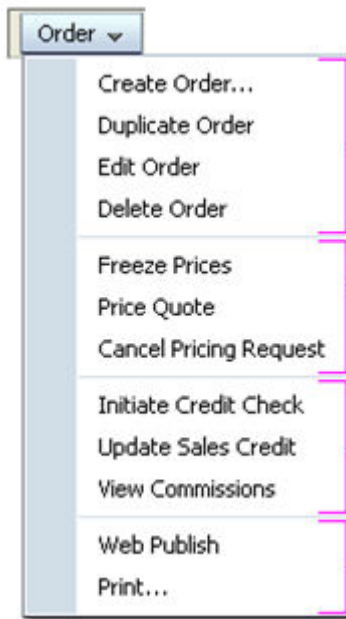 Order
Create Order...
Duplicate Order
Edit Order
Delete Order
Freeze Prices
Price Quote
Cancel Pricing Request
Initiate Credit Check
Update Sales Credit
View Commissions
Web Publish
Print...